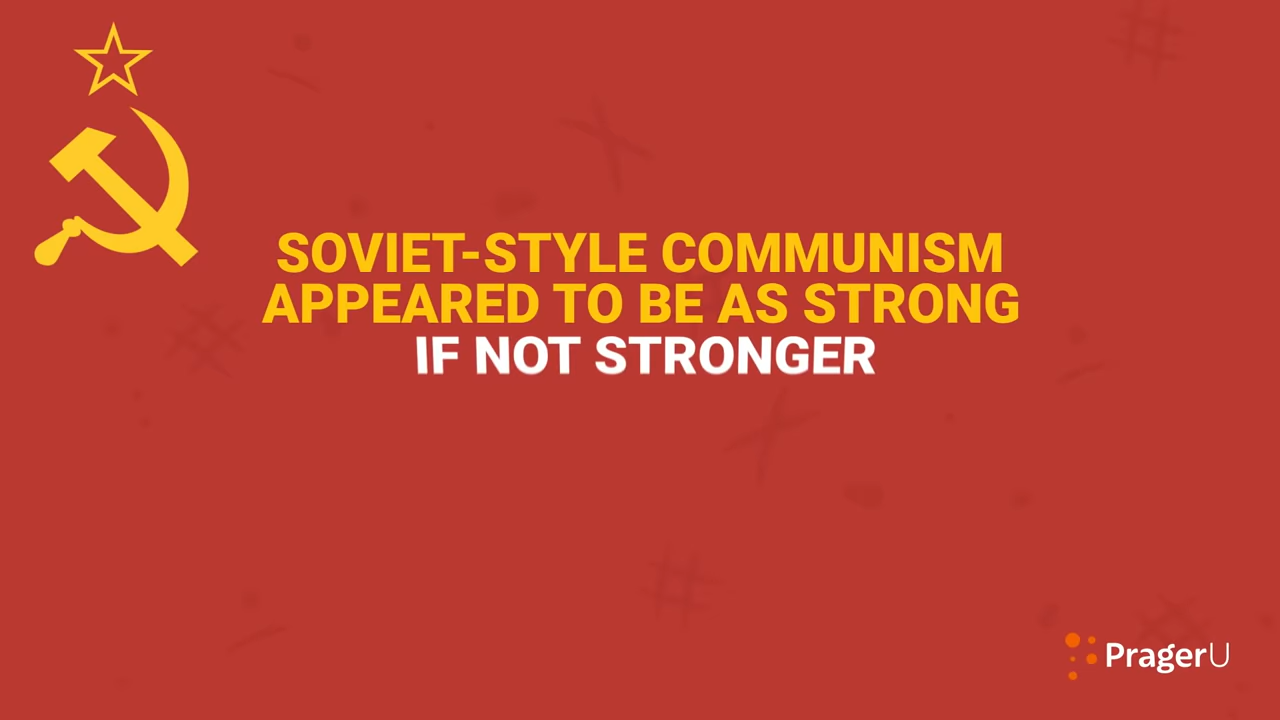 SOVIET-STYLE COMMUNISM
APPEARED TO BE AS STRONG
IF NOT STRONGER
PragerU